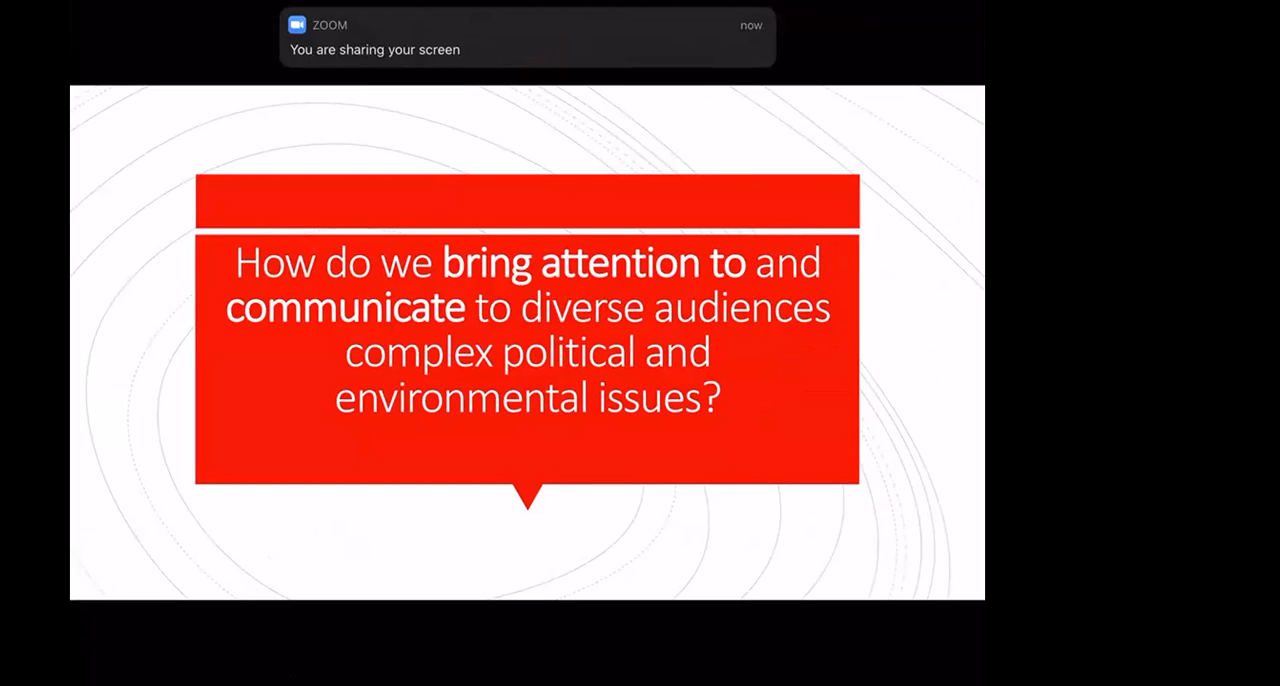 ZOOM now
You are sharing your screen
How do we bring attention to and
communicate to diverse audiences
complex political and
environmental issues?